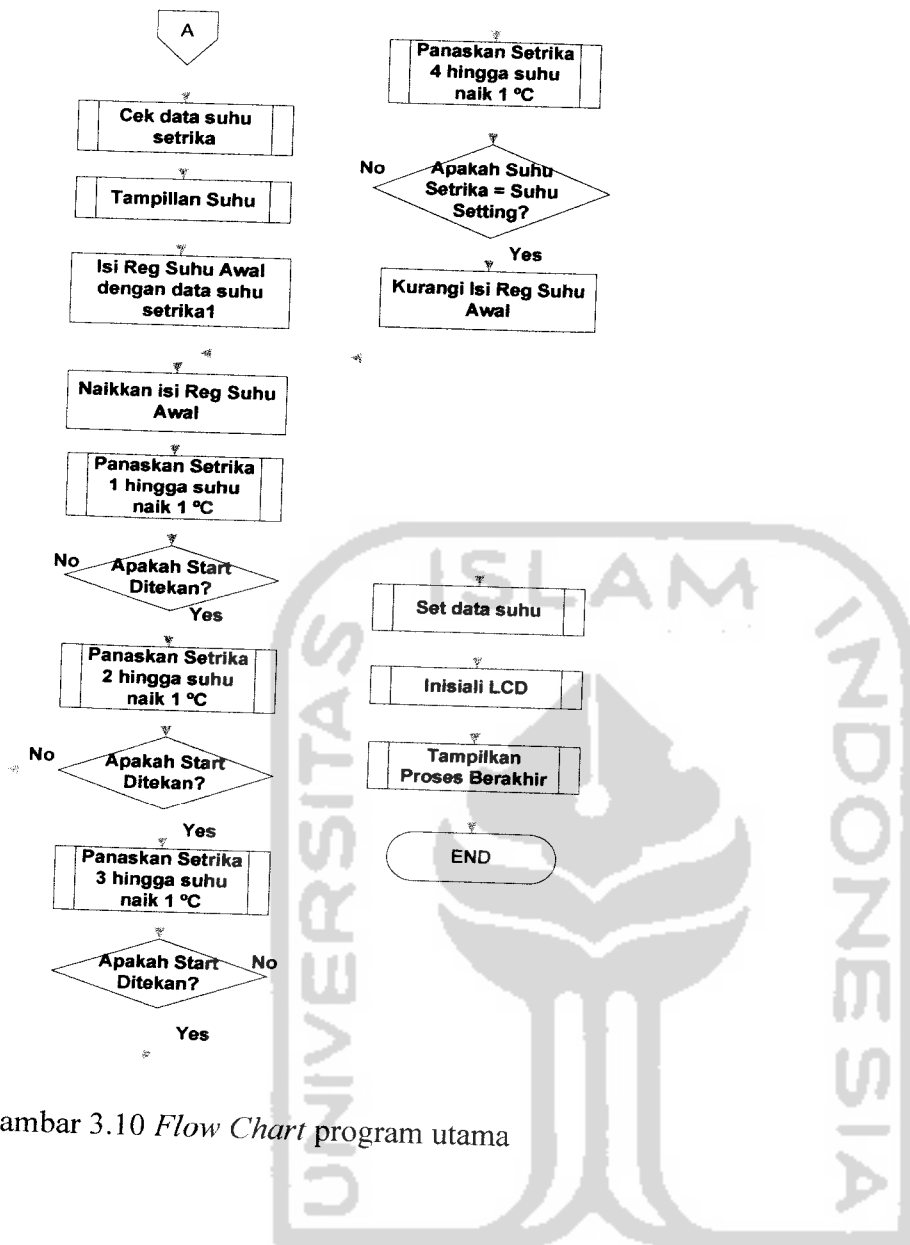 A
Cek data suhu
setrika
Tampillan Suhu
Isi Reg Suhu Awal
dengan data suhu
setrika1
Naikkan isi Reg Suhu
Awal
Panaskan Setrika
1 hingga suhu
naik 1 ºC
No
Apakah Start
Ditekan?
Yes
Panaskan Setrika
2 hingga suhu
naik 1 ºC
No
Apakah Start
Ditekan?
Yes
Panaskan Setrika
3 hingga suhu
naik 1 ºC
Apakah Start
No
Ditekan?
Yes
Panaskan Setrika
4 hingga suhu
naik 1 ºC
No
Apakah Suhu
Setrika = Suhu
Setting?
Yes
Kurangi Isi Reg Suhu
Awal
Set data suhu
Inisiali LCD
Tampilkan
Proses Berakhir
END
ambar 3.10 Flow Chart program utama
UNIVERSITAS
ISLAM
INDONESIA